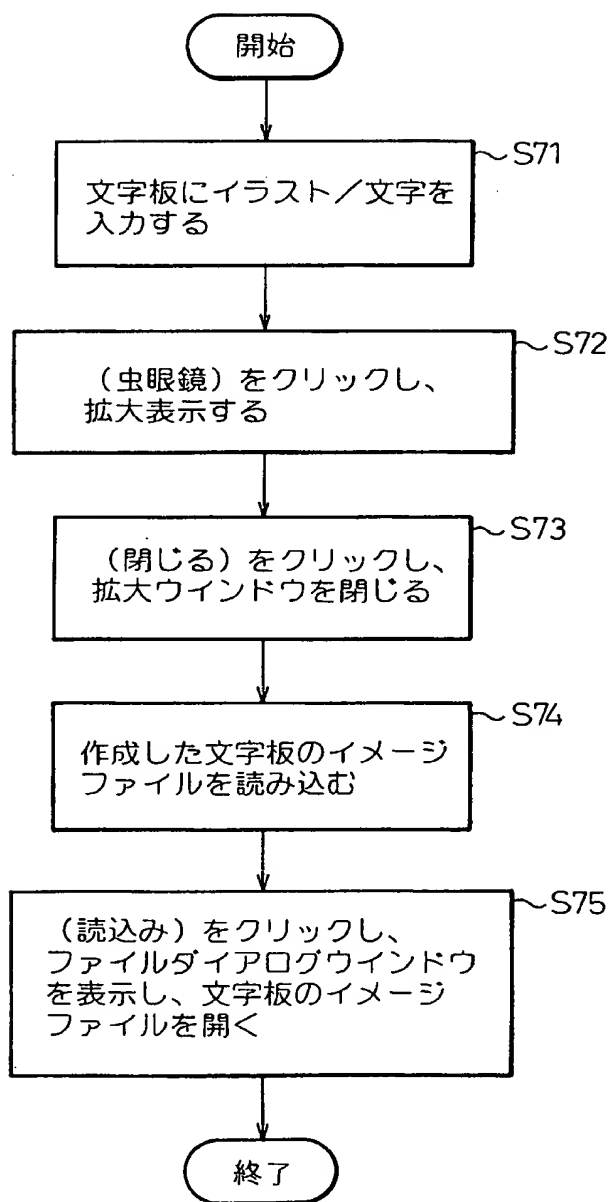 開始
S71
文字板にイラスト／文字を
入力する
S72
（虫眼鏡）をクリックし、
拡大表示する
S73
（閉じる）をクリックし、
拡大ウインドウを閉じる
S74
作成した文字板のイメージ
ファイルを読み込む
S75
（読込み）をクリックし、
ファイルダイアログウインドウ
を表示し、文字板のイメージ
ファイルを開く
終了